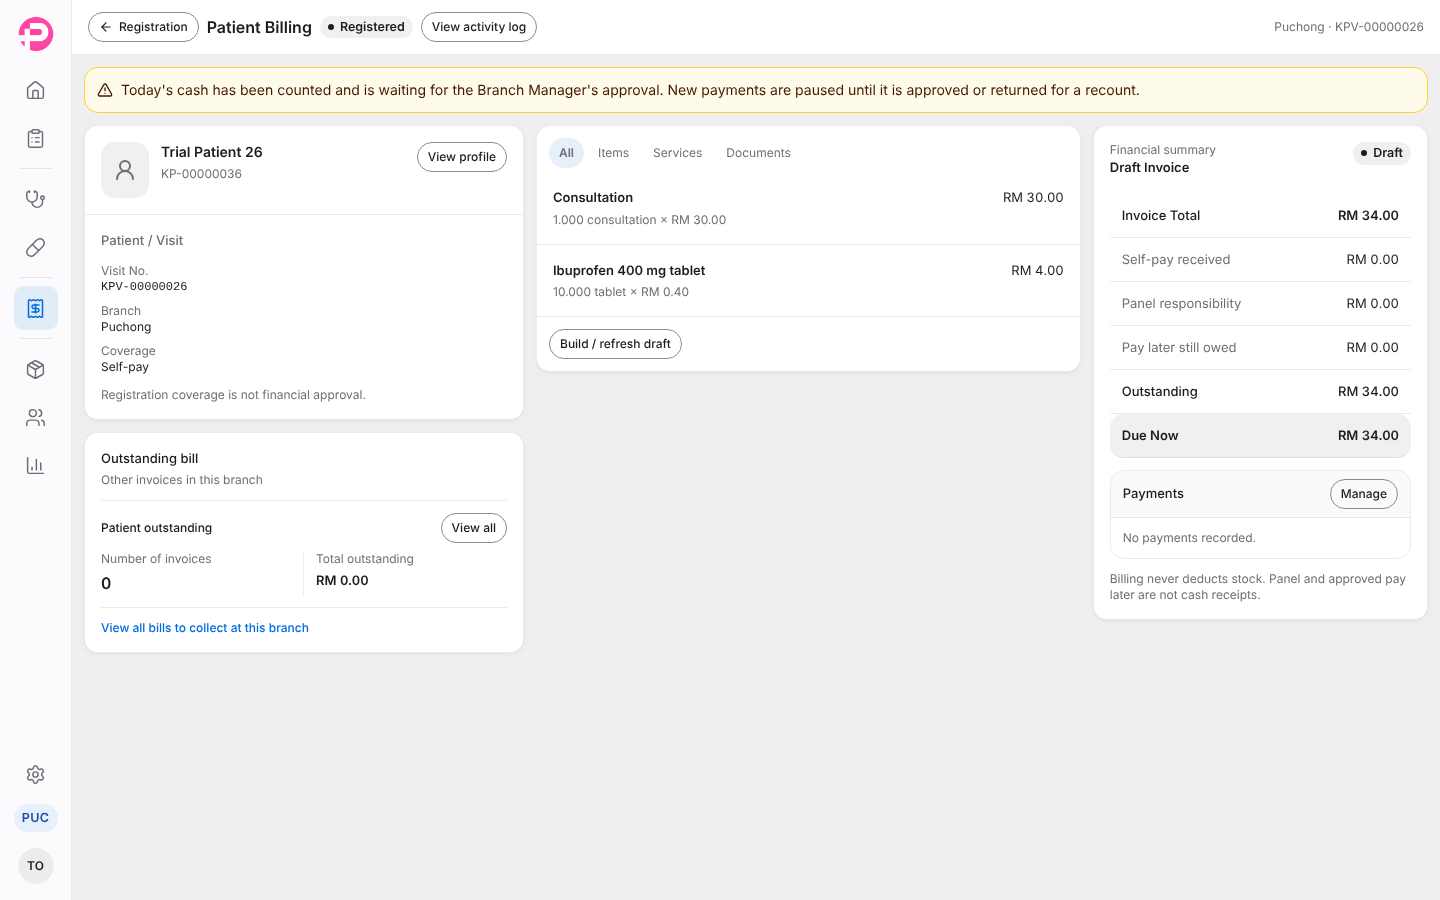 Registration
Patient Billing
Registered
View activity log
Puchong · KPV-00000026
Today's cash has been counted and is waiting for the Branch Manager's approval. New payments are paused until it is approved or returned for a recount.
Trial Patient 26
KP-00000036
View profile
Patient / Visit
Visit No.
KPV-00000026
Branch
Puchong
Coverage
Self-pay
Registration coverage is not financial approval.
Outstanding bill
Other invoices in this branch
Patient outstanding
View all
Number of invoices
0
Total outstanding
RM 0.00
View all bills to collect at this branch
All Items Services Documents
Consultation RM 30.00
1.000 consultation × RM 30.00
Ibuprofen 400 mg tablet RM 4.00
10.000 tablet × RM 0.40
Build / refresh draft
Financial summary
Draft Invoice
Draft
Invoice Total RM 34.00
Self-pay received RM 0.00
Panel responsibility RM 0.00
Pay later still owed RM 0.00
Outstanding RM 34.00
Due Now RM 34.00
Payments
Manage
No payments recorded.
Billing never deducts stock. Panel and approved pay
later are not cash receipts.
PUC
TO